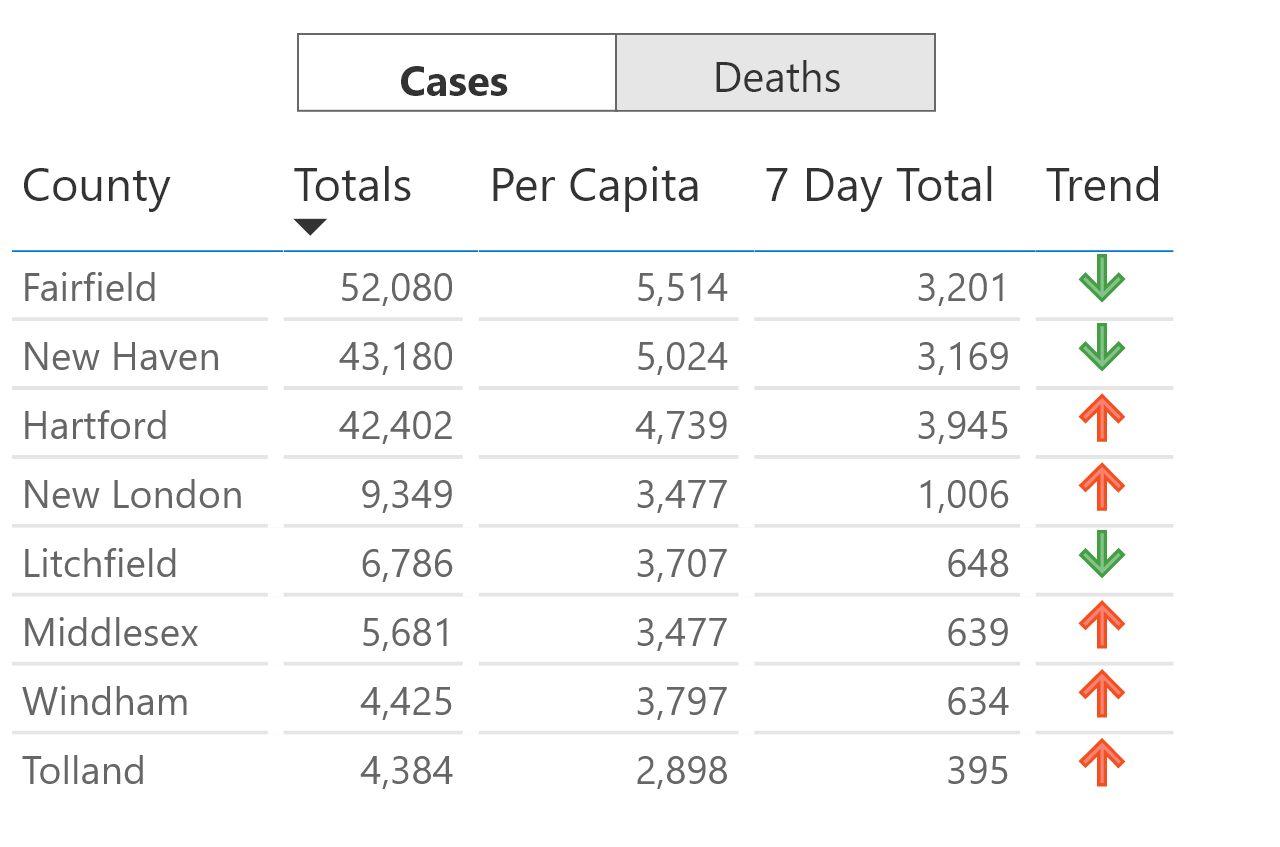 Cases Deaths
County Totals Per Capita 7 Day Total Trend
Fairfield 52,080 5,514 3,201
New Haven 43,180 5,024 3,169
Hartford 42,402 4,739 3,945
New London 9,349 3,477 1,006
Litchfield 6,786 3,707 648
Middlesex 5,681 3,477 639
Windham 4,425 3,797 634
Tolland 4,384 2,898 395